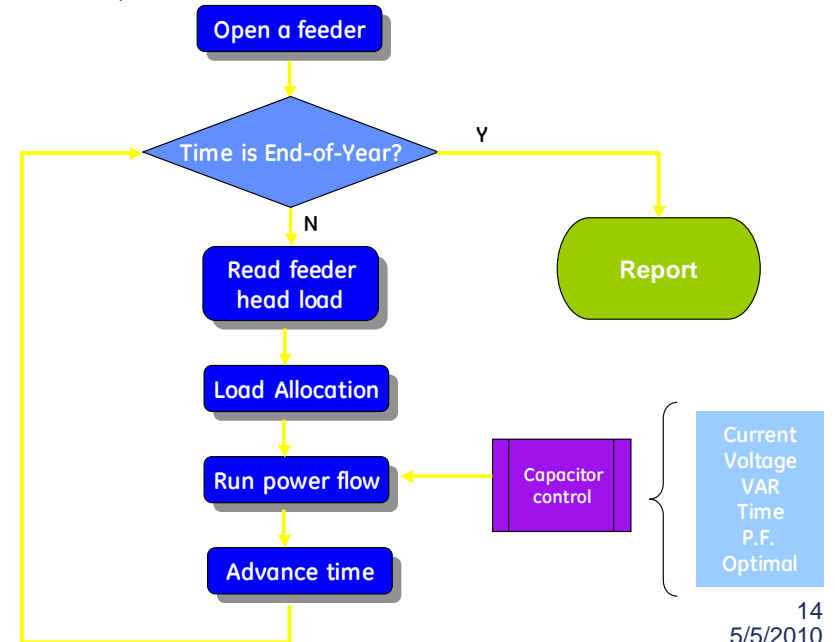 Open a feeder
Time is End-of-Year?
Y
N
Read feeder
head load
Report
Load Allocation
Run power flow
Capacitor
control
Current
Voltage
VAR
Time
P.F.
Optimal
Advance time
14
5/5/2010